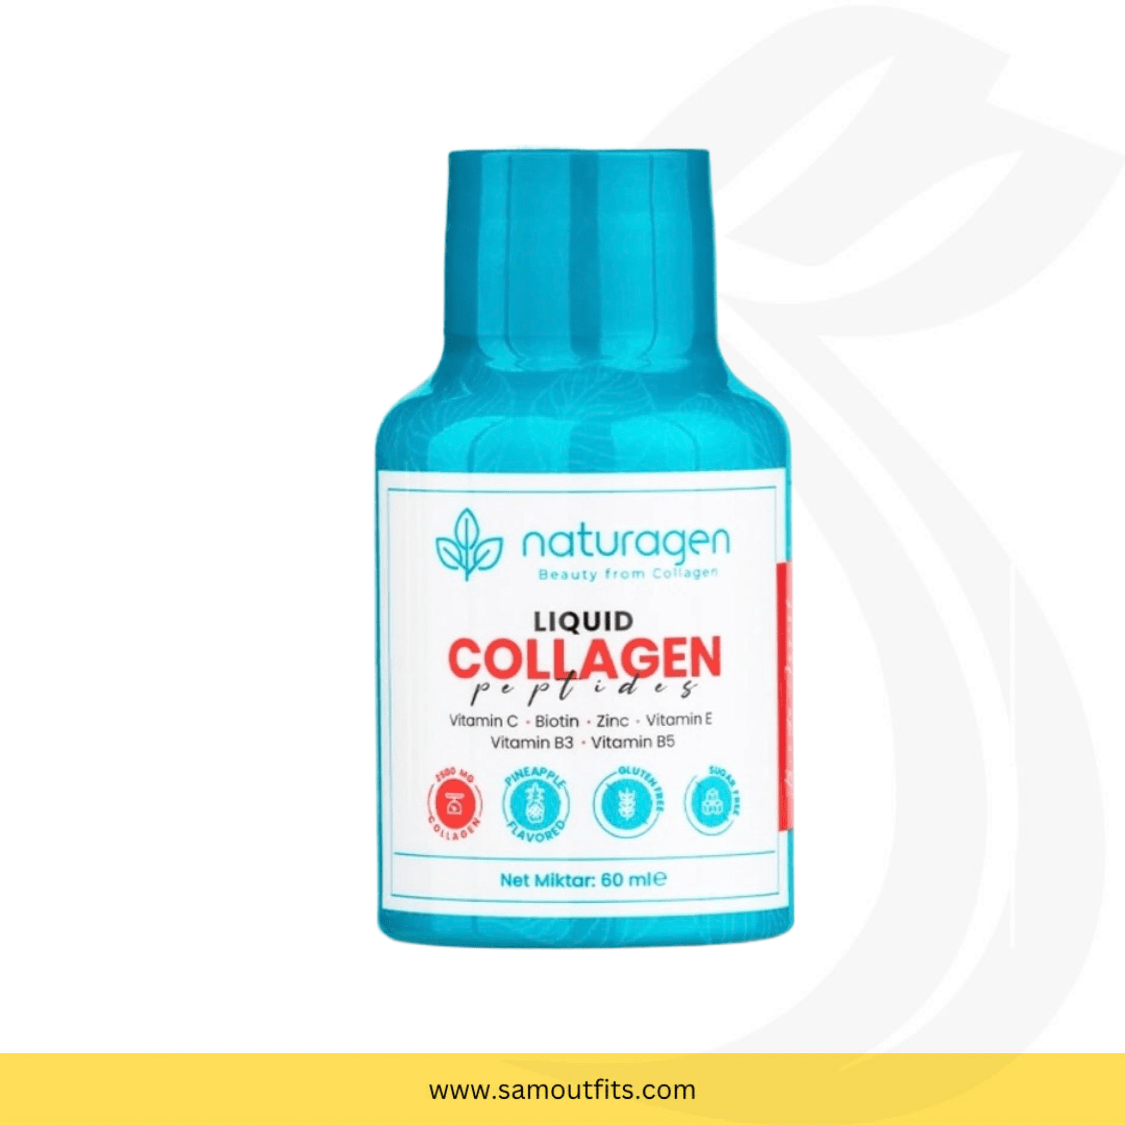 naturagen
Beauty from Collagen
LIQUID
COLLAGEN
peptides
Vitamin C • Biotin • Zinc • Vitamin E
Vitamin B3 • Vitamin B5
2500 MG COLLAGEN
PINEAPPLE FLAVORED
GLUTEN FREE
SUGAR FREE
Net Miktar: 60 ml℮
www.samoutfits.com